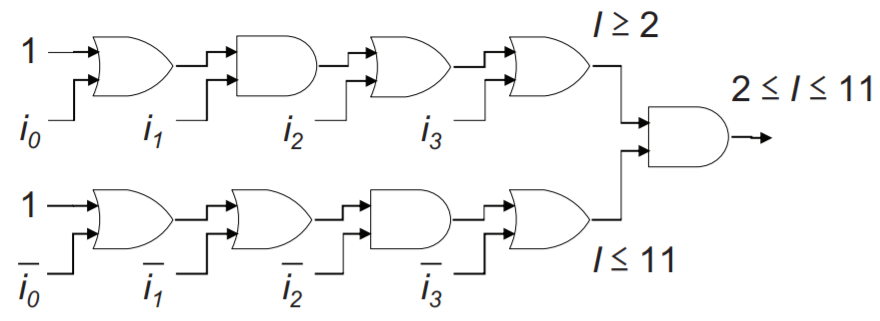 I ≥ 2
1
2 ≤ I ≤ 11
i₀ i₁ i₂ i₃
1
I ≤ 11
i̅₀ i̅₁ i̅₂ i̅₃